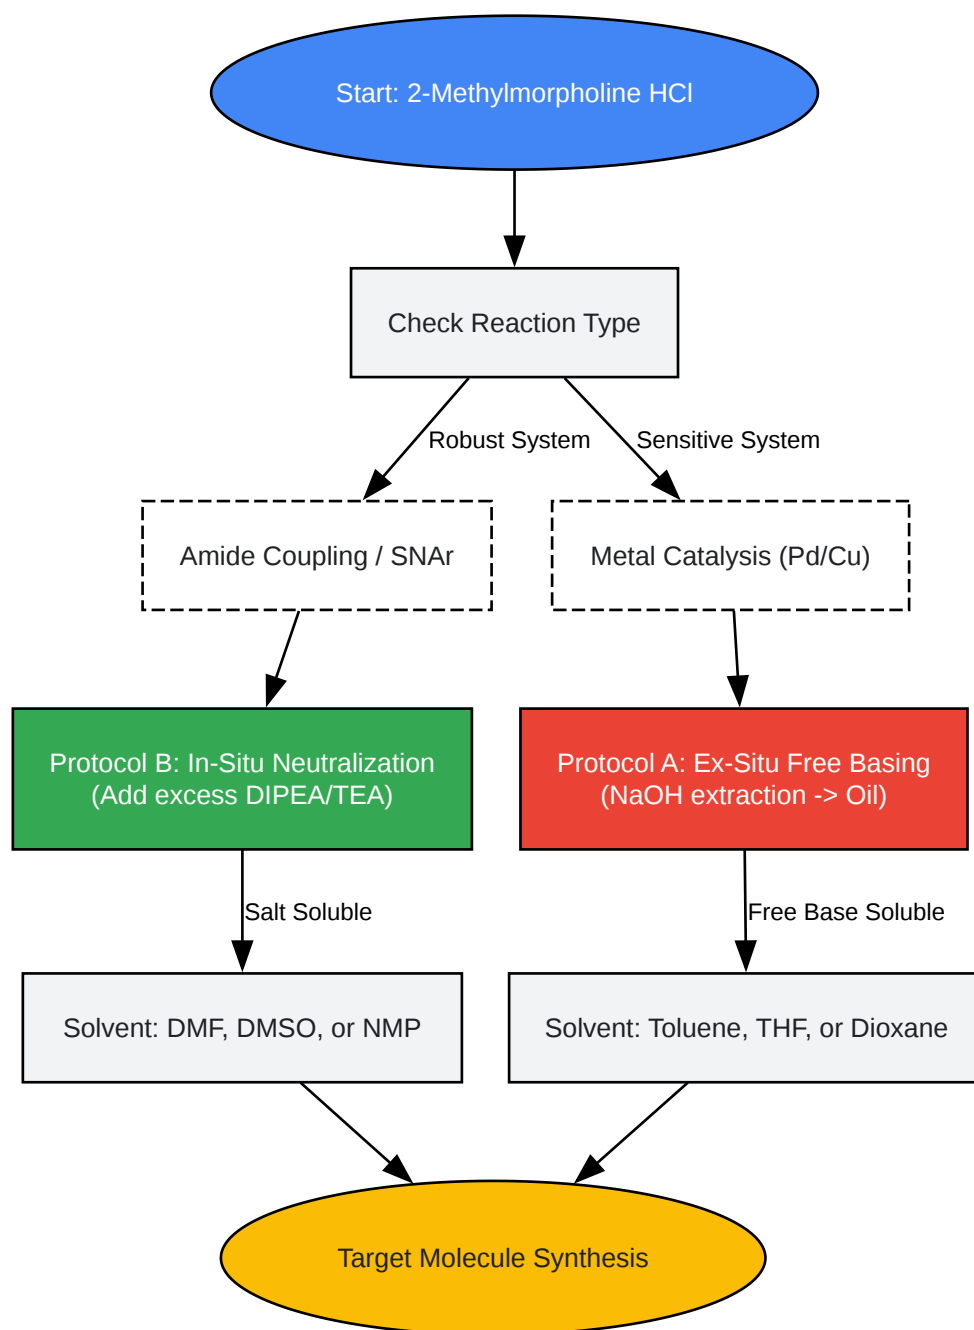 Start: 2-Methylmorpholine HCl
Check Reaction Type
Robust System
Sensitive System
Amide Coupling / SNAr
Metal Catalysis (Pd/Cu)
Protocol B: In-Situ Neutralization
(Add excess DIPEA/TEA)
Protocol A: Ex-Situ Free Basing
(NaOH extraction -> Oil)
Salt Soluble
Free Base Soluble
Solvent: DMF, DMSO, or NMP
Solvent: Toluene, THF, or Dioxane
Target Molecule Synthesis